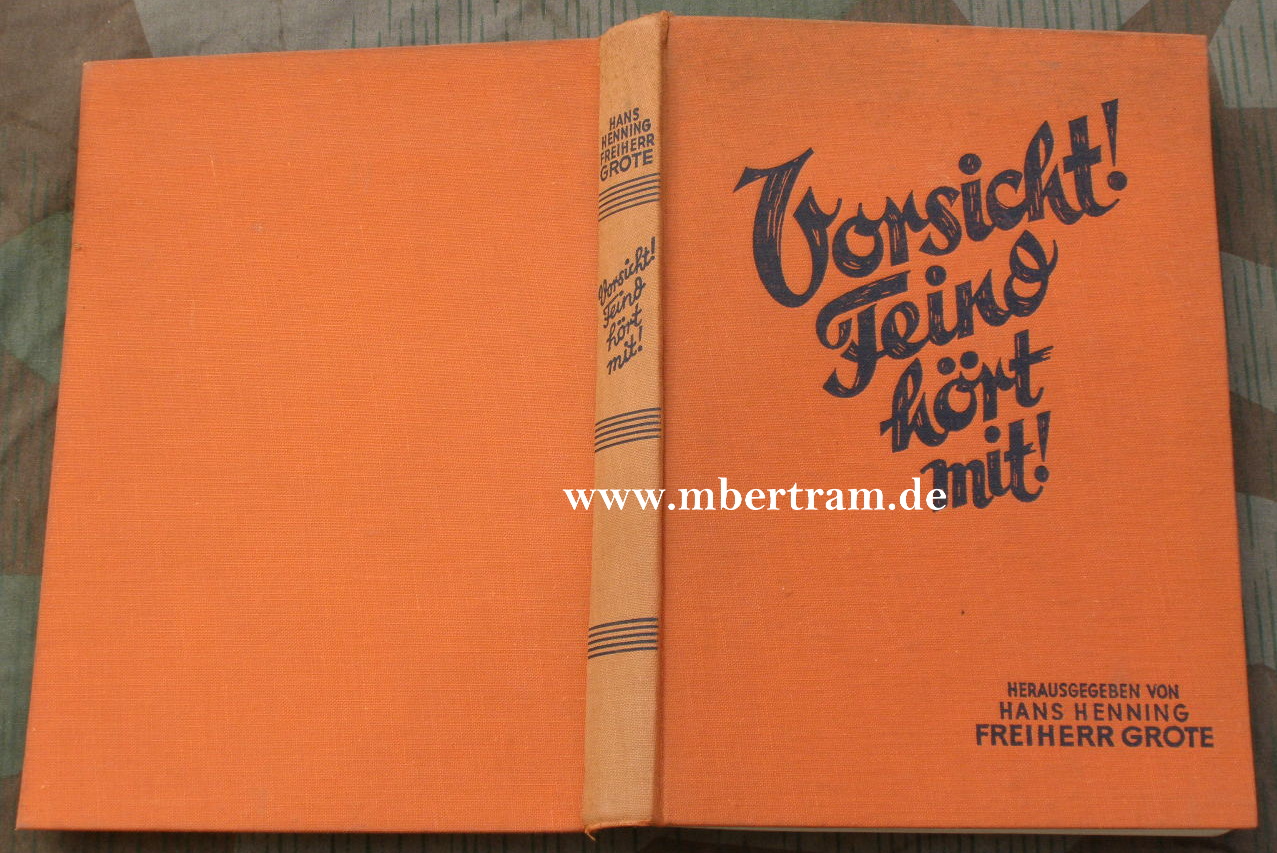 HANS
HENNING
FREIHERR
GROTE
Vorsicht!
Feind
hört
mit!
Vorsicht!
Feind
hört
mit!
www.mbertram.de
HERAUSGEGEBEN VON
HANS HENNING
FREIHERR GROTE